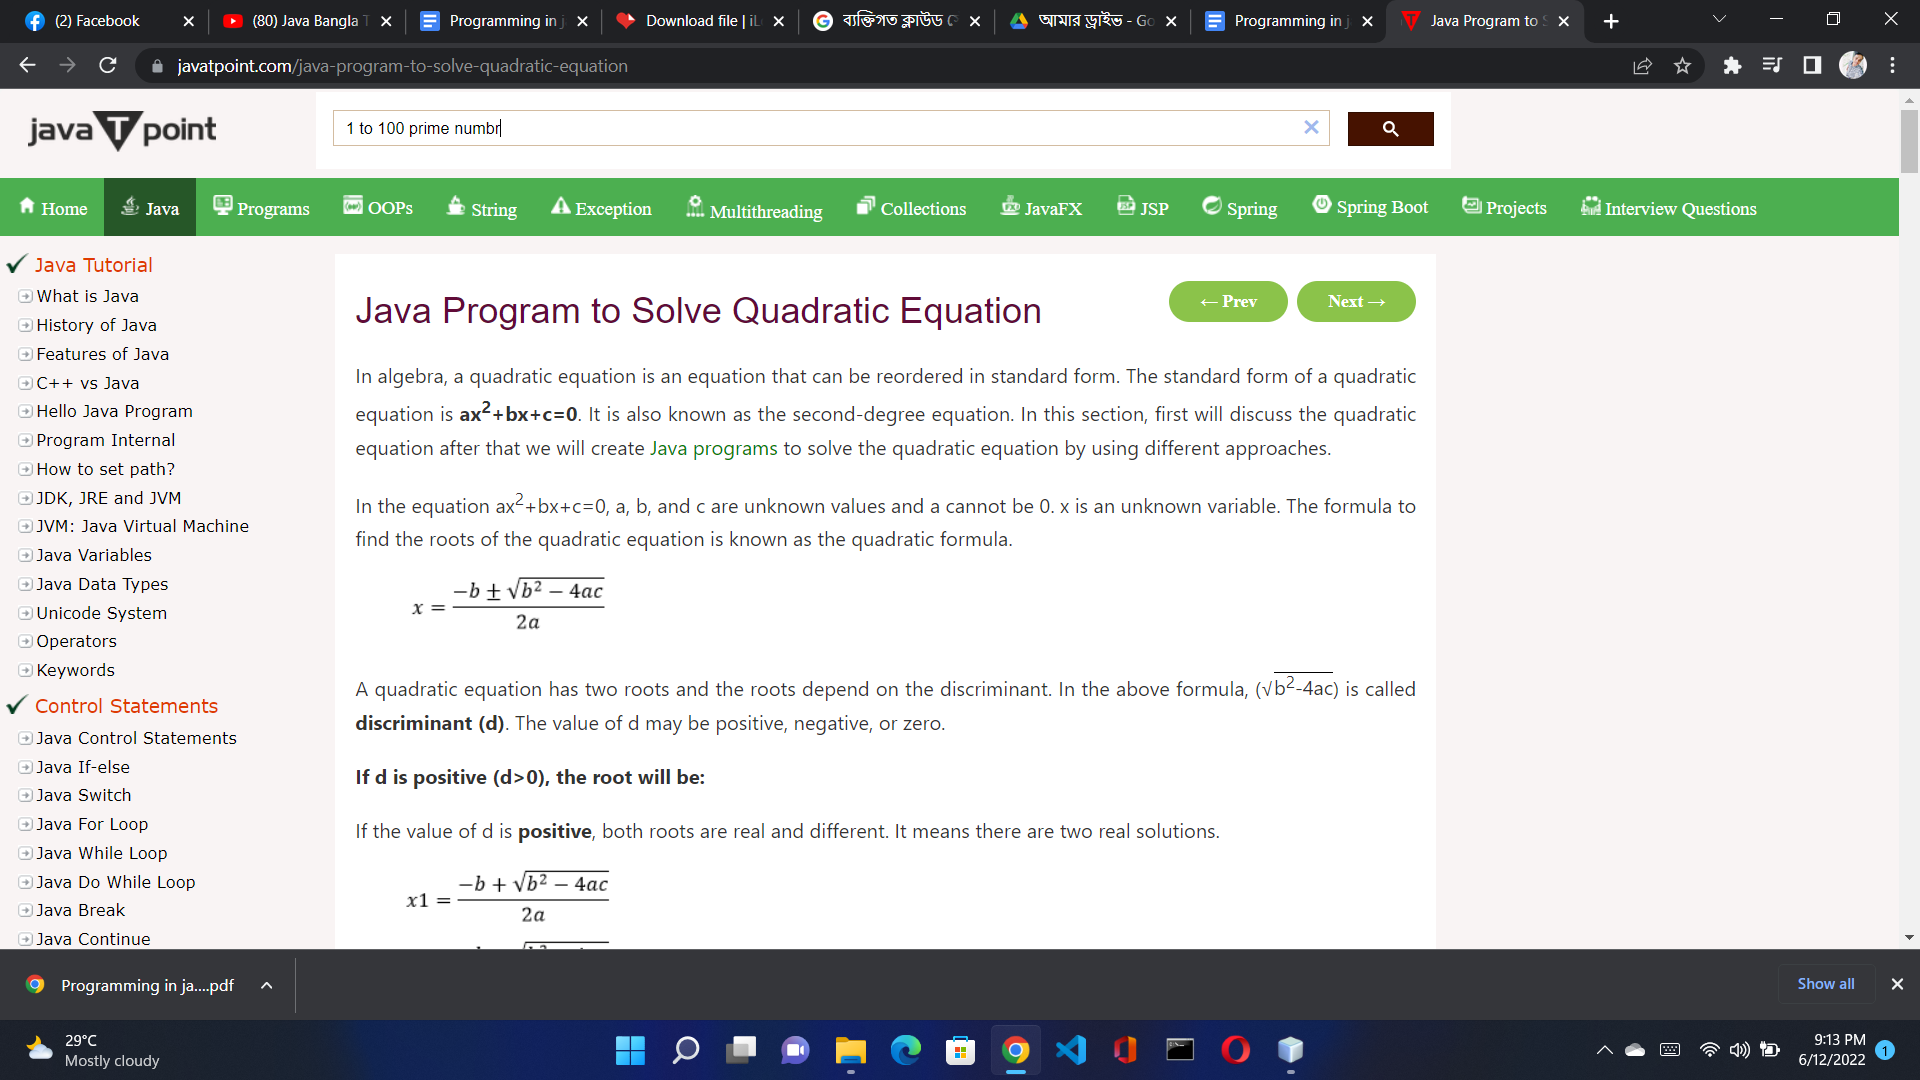 (2) Facebook
(80) Java Bangla
Programming in j
Download file | iL
ব্যক্তিগত ক্লাউড
আমার ড্রাইভ - Go
Programming in j
Java Program to S
javatpoint.com/java-program-to-solve-quadratic-equation
java T point
1 to 100 prime numbr
Home Java Programs OOPs String Exception Multithreading Collections JavaFX JSP Spring Spring Boot Projects Interview Questions
Java Tutorial
What is Java
History of Java
Features of Java
C++ vs Java
Hello Java Program
Program Internal
How to set path?
JDK, JRE and JVM
JVM: Java Virtual Machine
Java Variables
Java Data Types
Unicode System
Operators
Keywords
Control Statements
Java Control Statements
Java If-else
Java Switch
Java For Loop
Java While Loop
Java Do While Loop
Java Break
Java Continue
Java Program to Solve Quadratic Equation
← Prev
Next →
In algebra, a quadratic equation is an equation that can be reordered in standard form. The standard form of a quadratic
equation is ax²+bx+c=0. It is also known as the second-degree equation. In this section, first will discuss the quadratic
equation after that we will create Java programs to solve the quadratic equation by using different approaches.
In the equation ax²+bx+c=0, a, b, and c are unknown values and a cannot be 0. x is an unknown variable. The formula to
find the roots of the quadratic equation is known as the quadratic formula.
x = (−b ± √(b² − 4ac)) / 2a
A quadratic equation has two roots and the roots depend on the discriminant. In the above formula, (√b²-4ac) is called
discriminant (d). The value of d may be positive, negative, or zero.
If d is positive (d>0), the root will be:
If the value of d is positive, both roots are real and different. It means there are two real solutions.
x1 = (−b + √(b² − 4ac)) / 2a
Programming in ja....pdf
Show all
29°C
Mostly cloudy
9:13 PM
6/12/2022
1